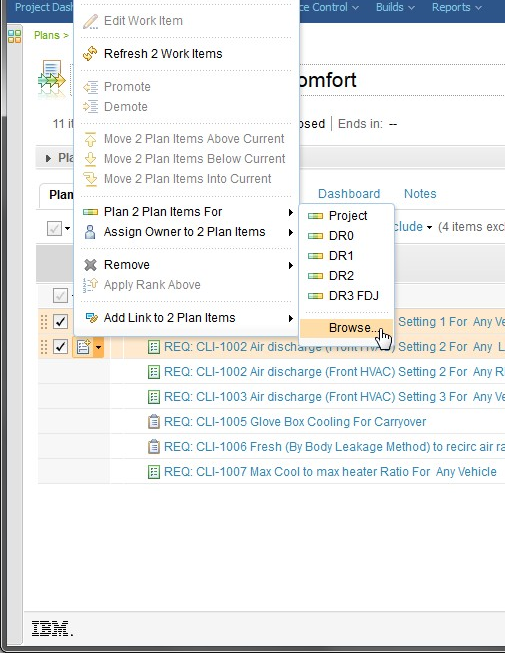 Project Dash
ce Control
Builds
Reports
Plans >
Edit Work Item
Refresh 2 Work Items
omfort
Promote
Demote
11 it
osed | Ends in: --
Move 2 Plan Items Above Current
Move 2 Plan Items Below Current
Move 2 Plan Items Into Current
Pla
Plan
Dashboard
Notes
Plan 2 Plan Items For
Assign Owner to 2 Plan Items
Project
DR0
DR1
DR2
DR3 FDJ
Browse...
clude
(4 items excl
Remove
Apply Rank Above
Add Link to 2 Plan Items
Setting 1 For Any Ve
REQ: CLI-1002 Air discharge (Front HVAC) Setting 2 For Any L
REQ: CLI-1002 Air discharge (Front HVAC) Setting 2 For Any R
REQ: CLI-1003 Air discharge (Front HVAC) Setting 3 For Any Ve
REQ: CLI-1005 Glove Box Cooling For Carryover
REQ: CLI-1006 Fresh (By Body Leakage Method) to recirc air ra
REQ: CLI-1007 Max Cool to max heater Ratio For Any Vehicle
IBM.